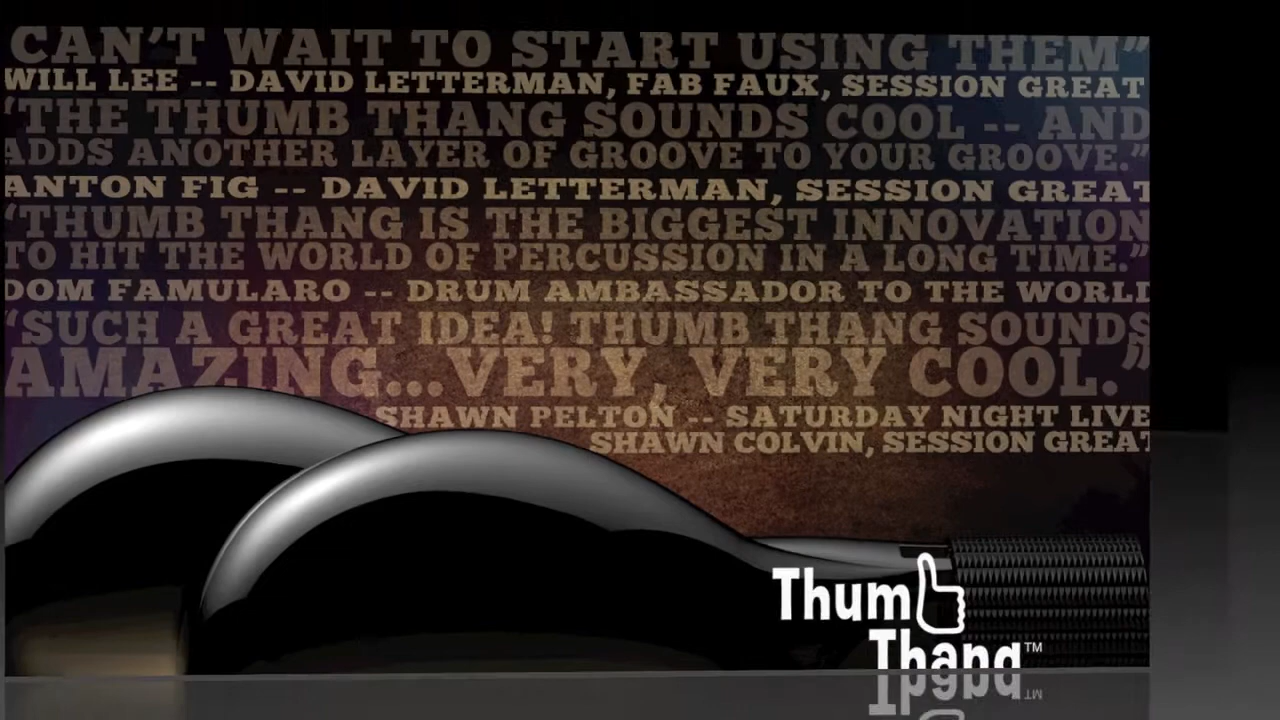 CAN'T WAIT TO START USING THEM"
WILL LEE -- DAVID LETTERMAN, FAB FAUX, SESSION GREAT
"THE THUMB THANG SOUNDS COOL -- AND
ADDS ANOTHER LAYER OF GROOVE TO YOUR GROOVE."
ANTON FIG -- DAVID LETTERMAN, SESSION GREAT
"THUMB THANG IS THE BIGGEST INNOVATION
TO HIT THE WORLD OF PERCUSSION IN A LONG TIME."
DOM FAMULARO -- DRUM AMBASSADOR TO THE WORLD
"SUCH A GREAT IDEA! THUMB THANG SOUNDS
AMAZING...VERY, VERY COOL."
SHAWN PELTON -- SATURDAY NIGHT LIVE
SHAWN COLVIN, SESSION GREAT
Thum
Thang™